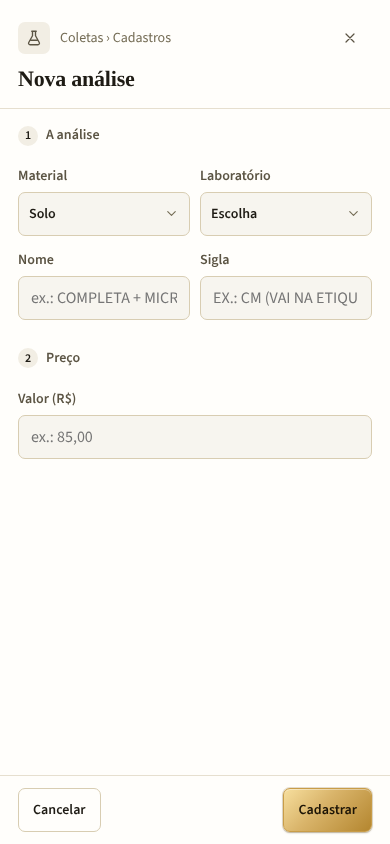 Coletas › Cadastros
Nova análise
1 A análise
Material
Laboratório
Solo
Escolha
Nome
Sigla
ex.: COMPLETA + MICR
EX.: CM (VAI NA ETIQU
2 Preço
Valor (R$)
ex.: 85,00
Cancelar
Cadastrar